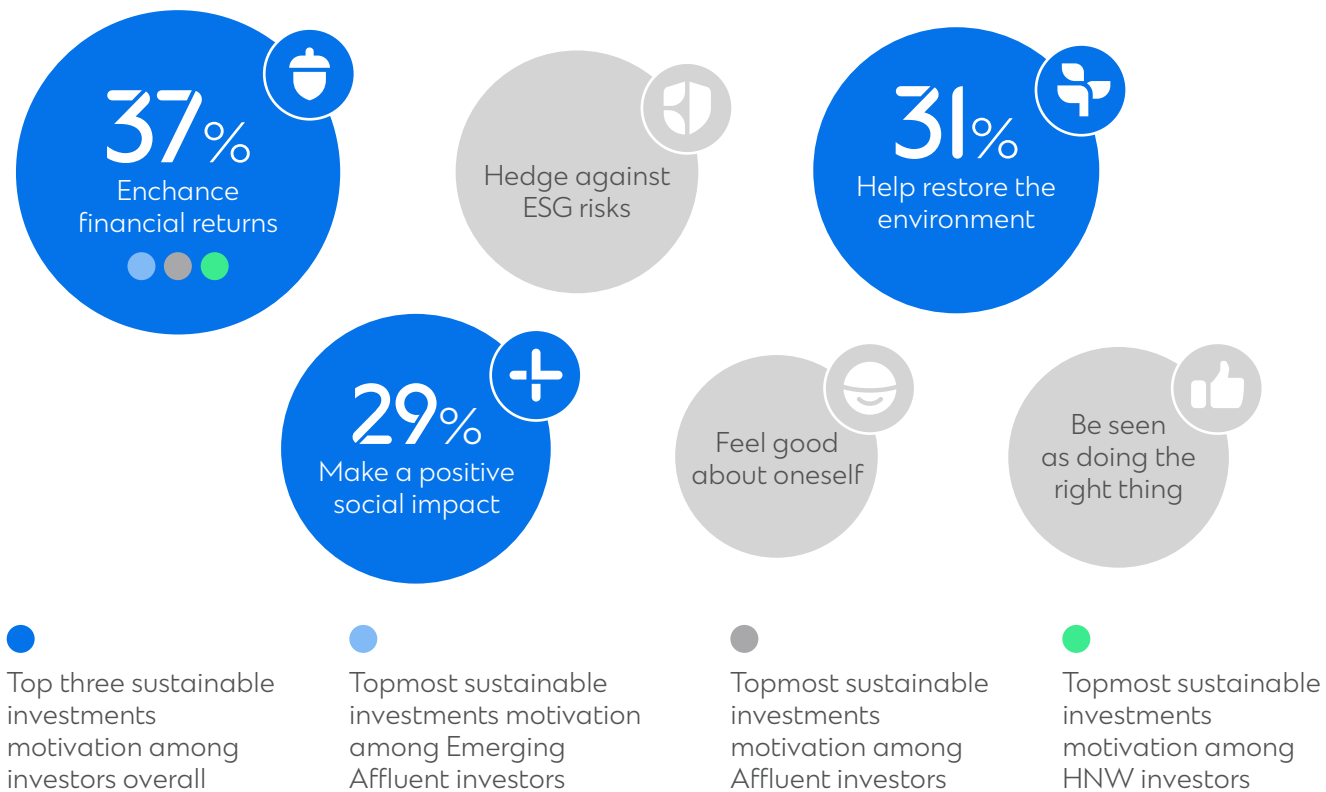 37%
Enchance
financial returns
Hedge against
ESG risks
31%
Help restore the
environment
29%
Make a positive
social impact
Feel good
about oneself
Be seen
as doing the
right thing
Top three sustainable
investments
motivation among
investors overall
Topmost sustainable
investments motivation
among Emerging
Affluent investors
Topmost sustainable
investments
motivation among
Affluent investors
Topmost sustainable
investments
motivation among
HNW investors